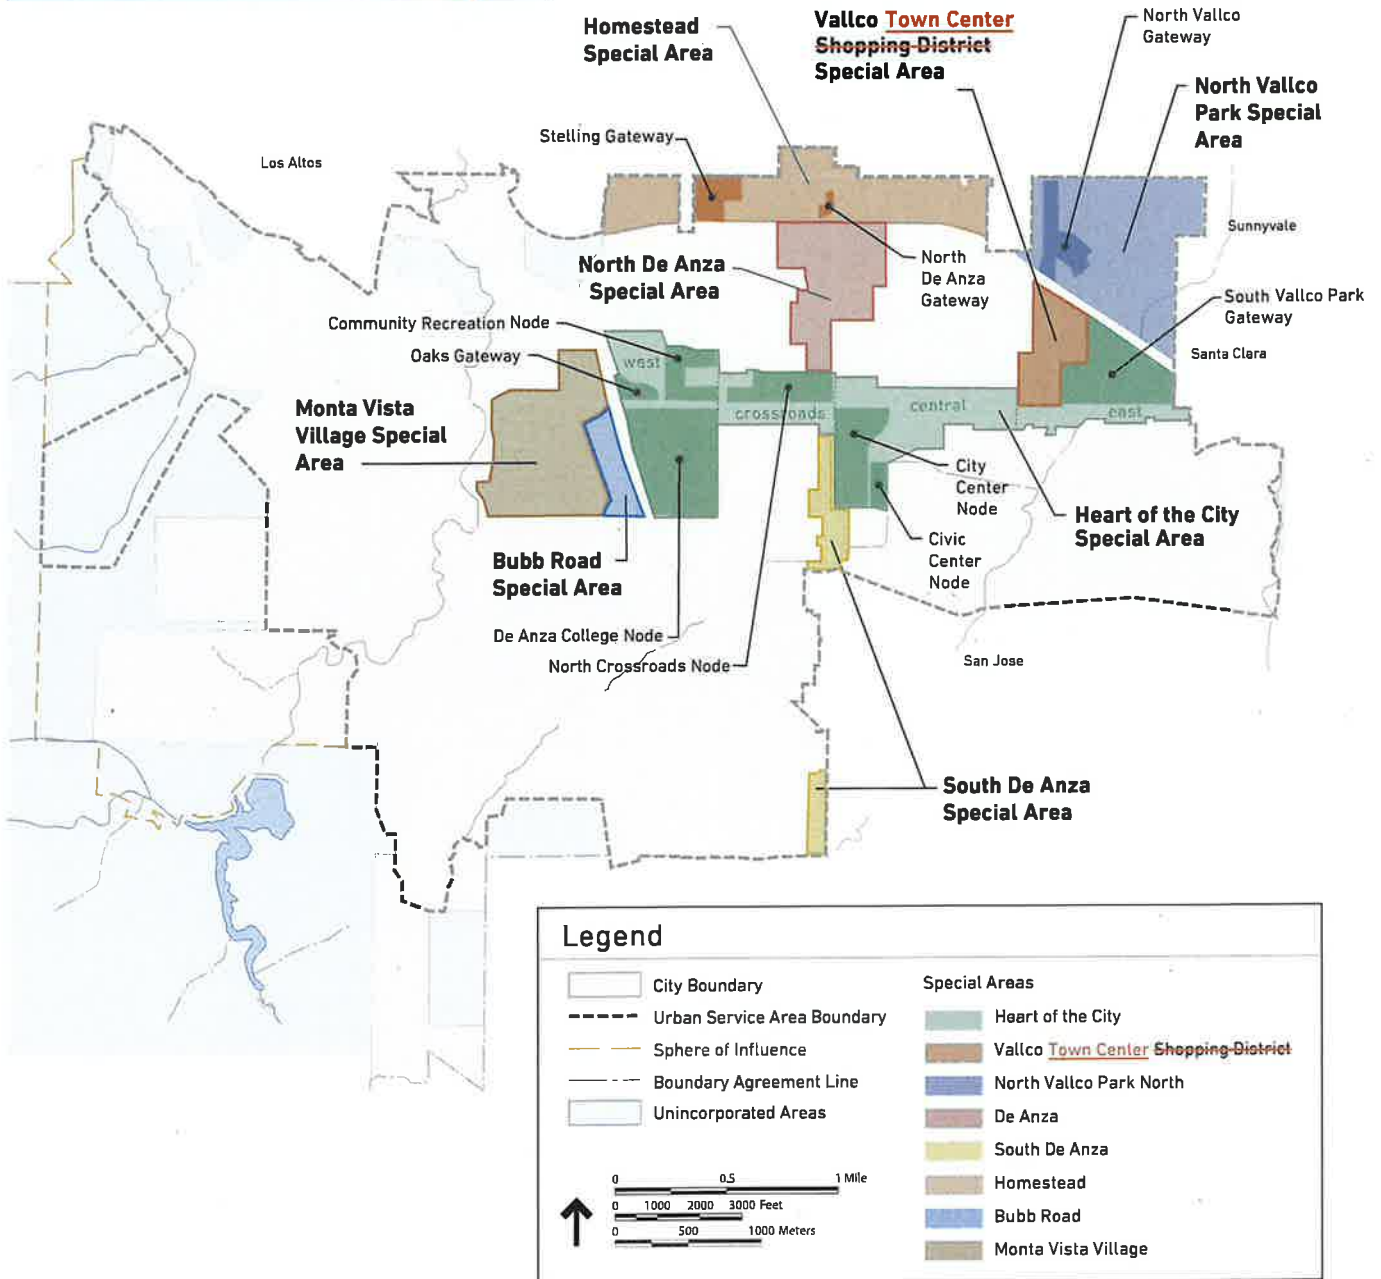 Homestead
Special Area
Vallco Town Center
Shopping District
Special Area
North Vallco
Gateway
North Vallco
Park Special
Area
Stelling Gateway
Los Altos
Sunnyvale
North De Anza
Special Area
North
De Anza
Gateway
South Vallco Park
Gateway
Community Recreation Node
Oaks Gateway
Santa Clara
west
crossroads
central
east
Monta Vista
Village Special
Area
City
Center
Node
Heart of the City
Special Area
Civic
Center
Node
Bubb Road
Special Area
De Anza College Node
North Crossroads Node
San Jose
South De Anza
Special Area
Legend
City Boundary
Urban Service Area Boundary
Sphere of Influence
Boundary Agreement Line
Unincorporated Areas
Special Areas
Heart of the City
Vallco Town Center Shopping District
North Vallco Park North
De Anza
South De Anza
Homestead
Bubb Road
Monta Vista Village
0 0.5 1 Mile
0 1000 2000 3000 Feet
0 500 1000 Meters